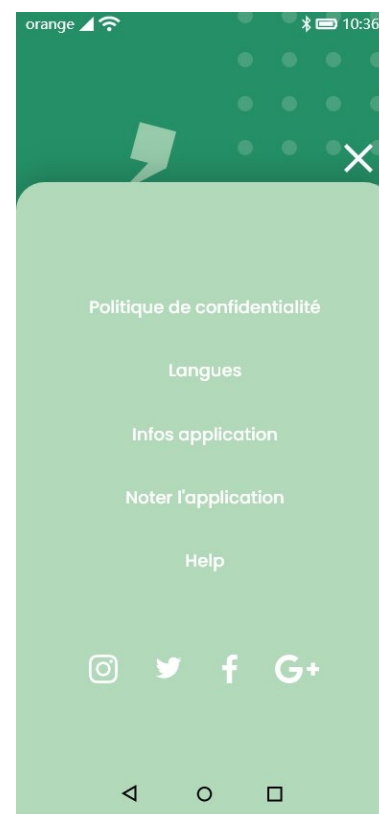 orange 10:36
Politique de confidentialité
Langues
Infos application
Noter l'application
Help
G+